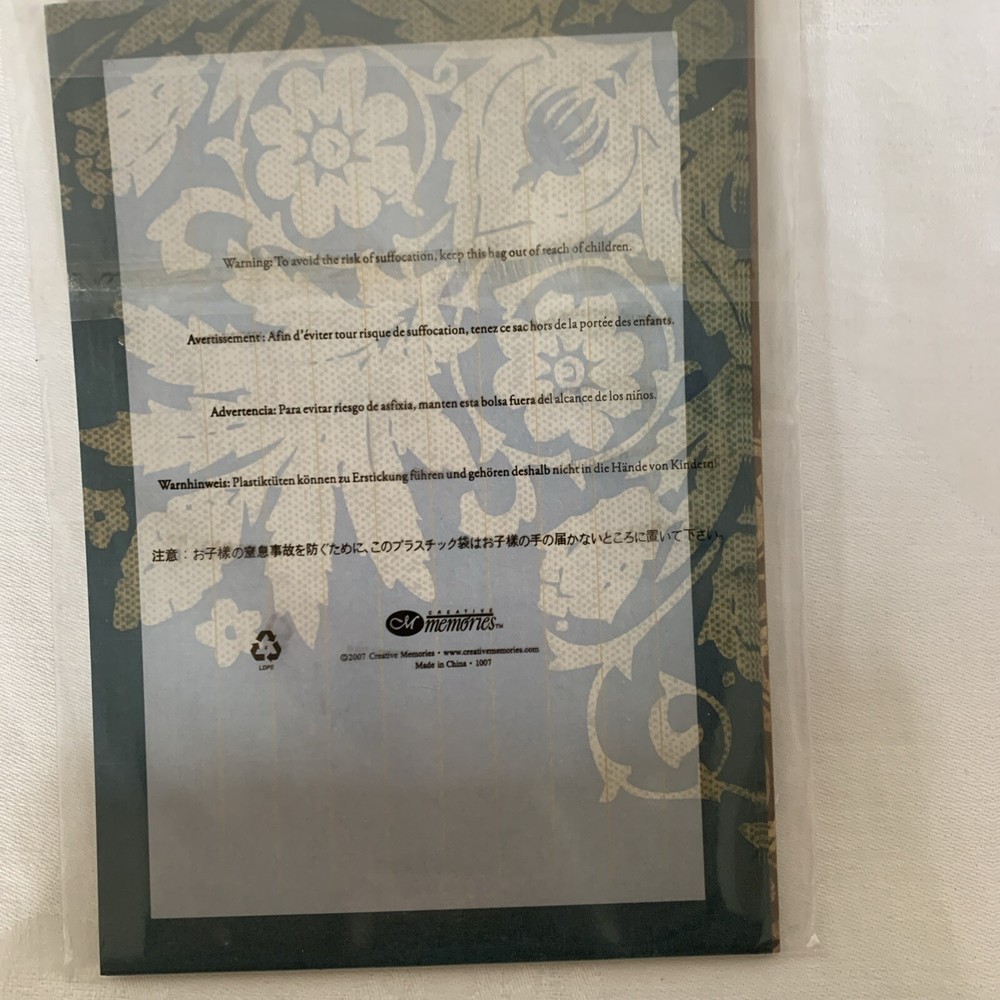 Warning: To avoid the risk of suffocation, keep this bag out of reach of children.
Avertissement : Afin d'éviter tour risque de suffocation, tenez ce sac hors de la portée des enfants.
Advertencia: Para evitar riesgo de asfixia, manten esta bolsa fuera del alcance de los niños.
Warnhinweis: Plastiktüten können zu Erstickung führen und gehören deshalb nicht in die Hände von Kindern!
注意：お子様の窒息事故を防ぐために、このプラスチック袋はお子様の手の届かないところに置いて下さい。
CREATIVE
M memories™
LDPE
©2007 Creative Memories • www.creativememories.com
Made in China • 1007